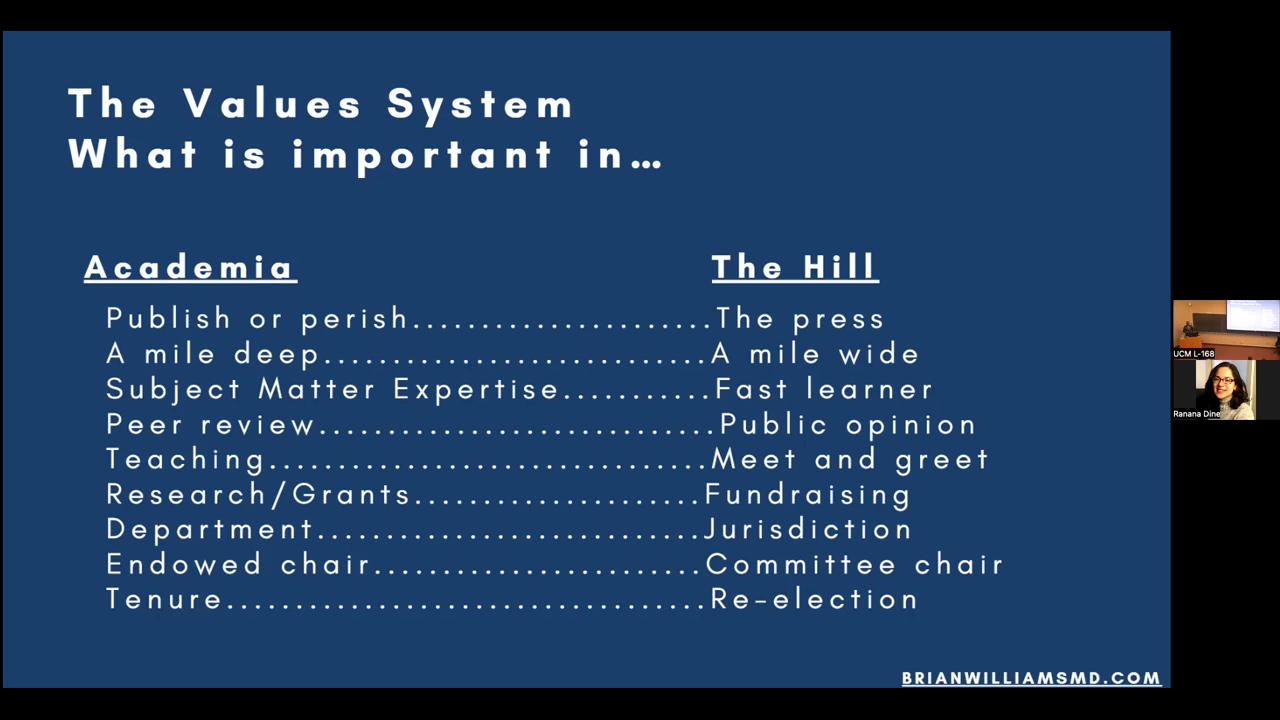 The Values System
What is important in…
Academia The Hill
Publish or perish......................The press
A mile deep............................A mile wide
Subject Matter Expertise...........Fast learner
Peer review.............................Public opinion
Teaching................................Meet and greet
Research/Grants.....................Fundraising
Department............................Jurisdiction
Endowed chair........................Committee chair
Tenure...................................Re-election
BRIANWILLIAMSMD.COM
UCM L-168
Ranana Dine